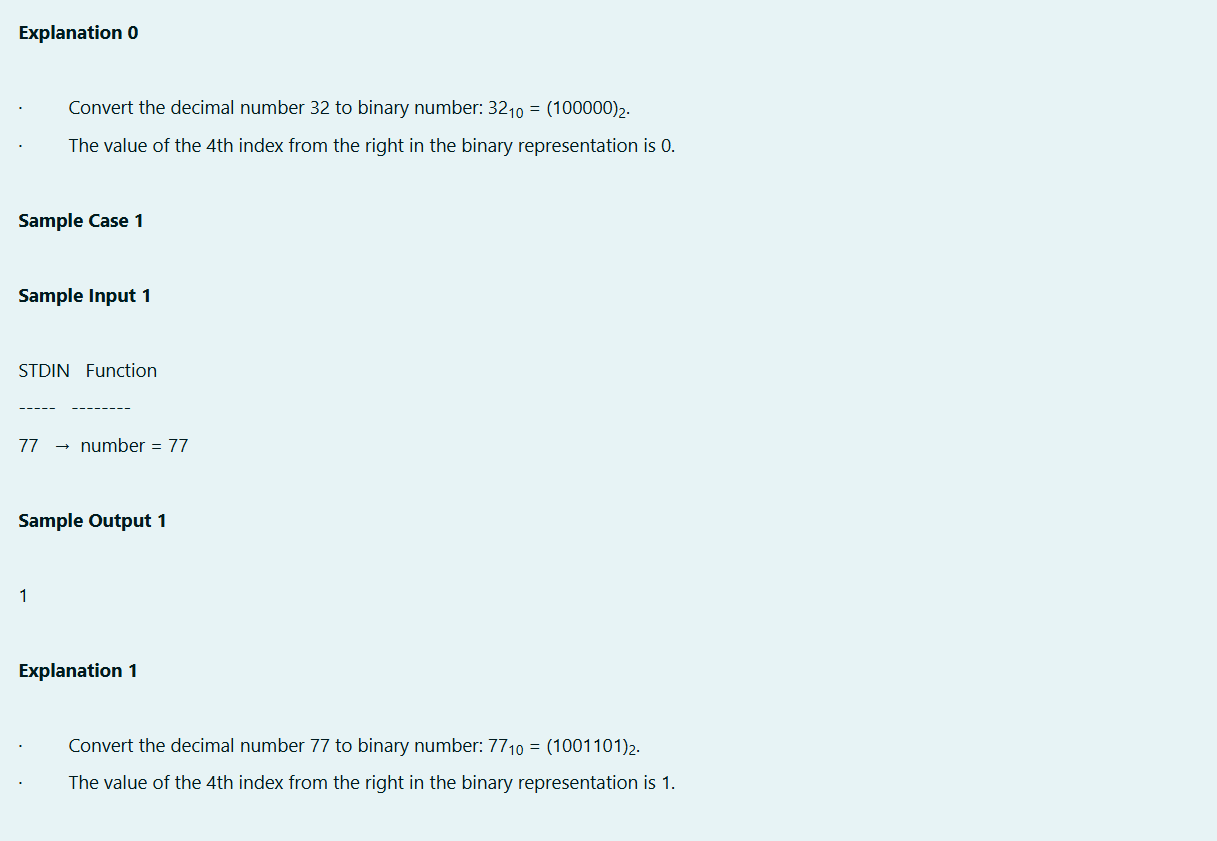 Explanation 0
· Convert the decimal number 32 to binary number: 32₁₀ = (100000)₂.
· The value of the 4th index from the right in the binary representation is 0.
Sample Case 1
Sample Input 1
STDIN Function
----- --------
77 → number = 77
Sample Output 1
1
Explanation 1
· Convert the decimal number 77 to binary number: 77₁₀ = (1001101)₂.
· The value of the 4th index from the right in the binary representation is 1.